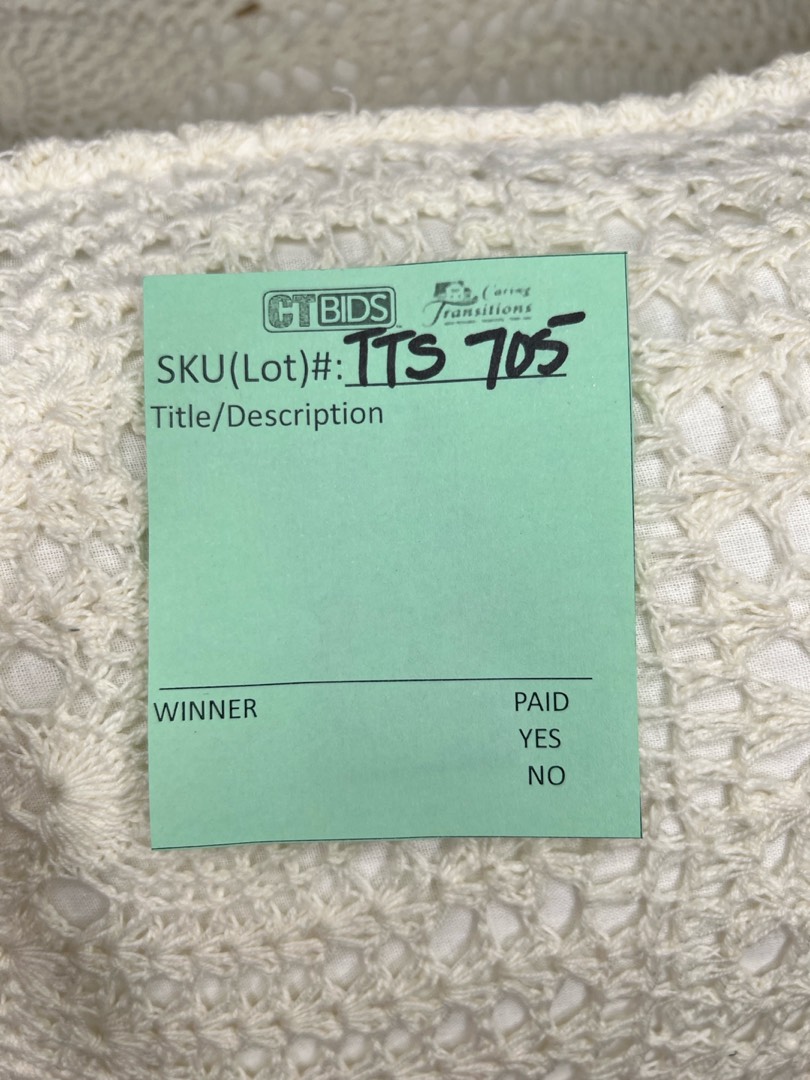 CTBIDS Caring
Transitions
SKU(Lot)#: TTS 705
Title/Description
WINNER PAID
YES
NO